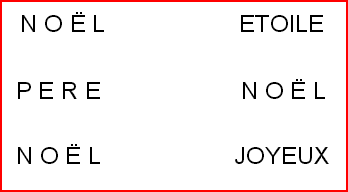 N O Ë L ETOILE
P E R E N O Ë L
N O Ë L JOYEUX